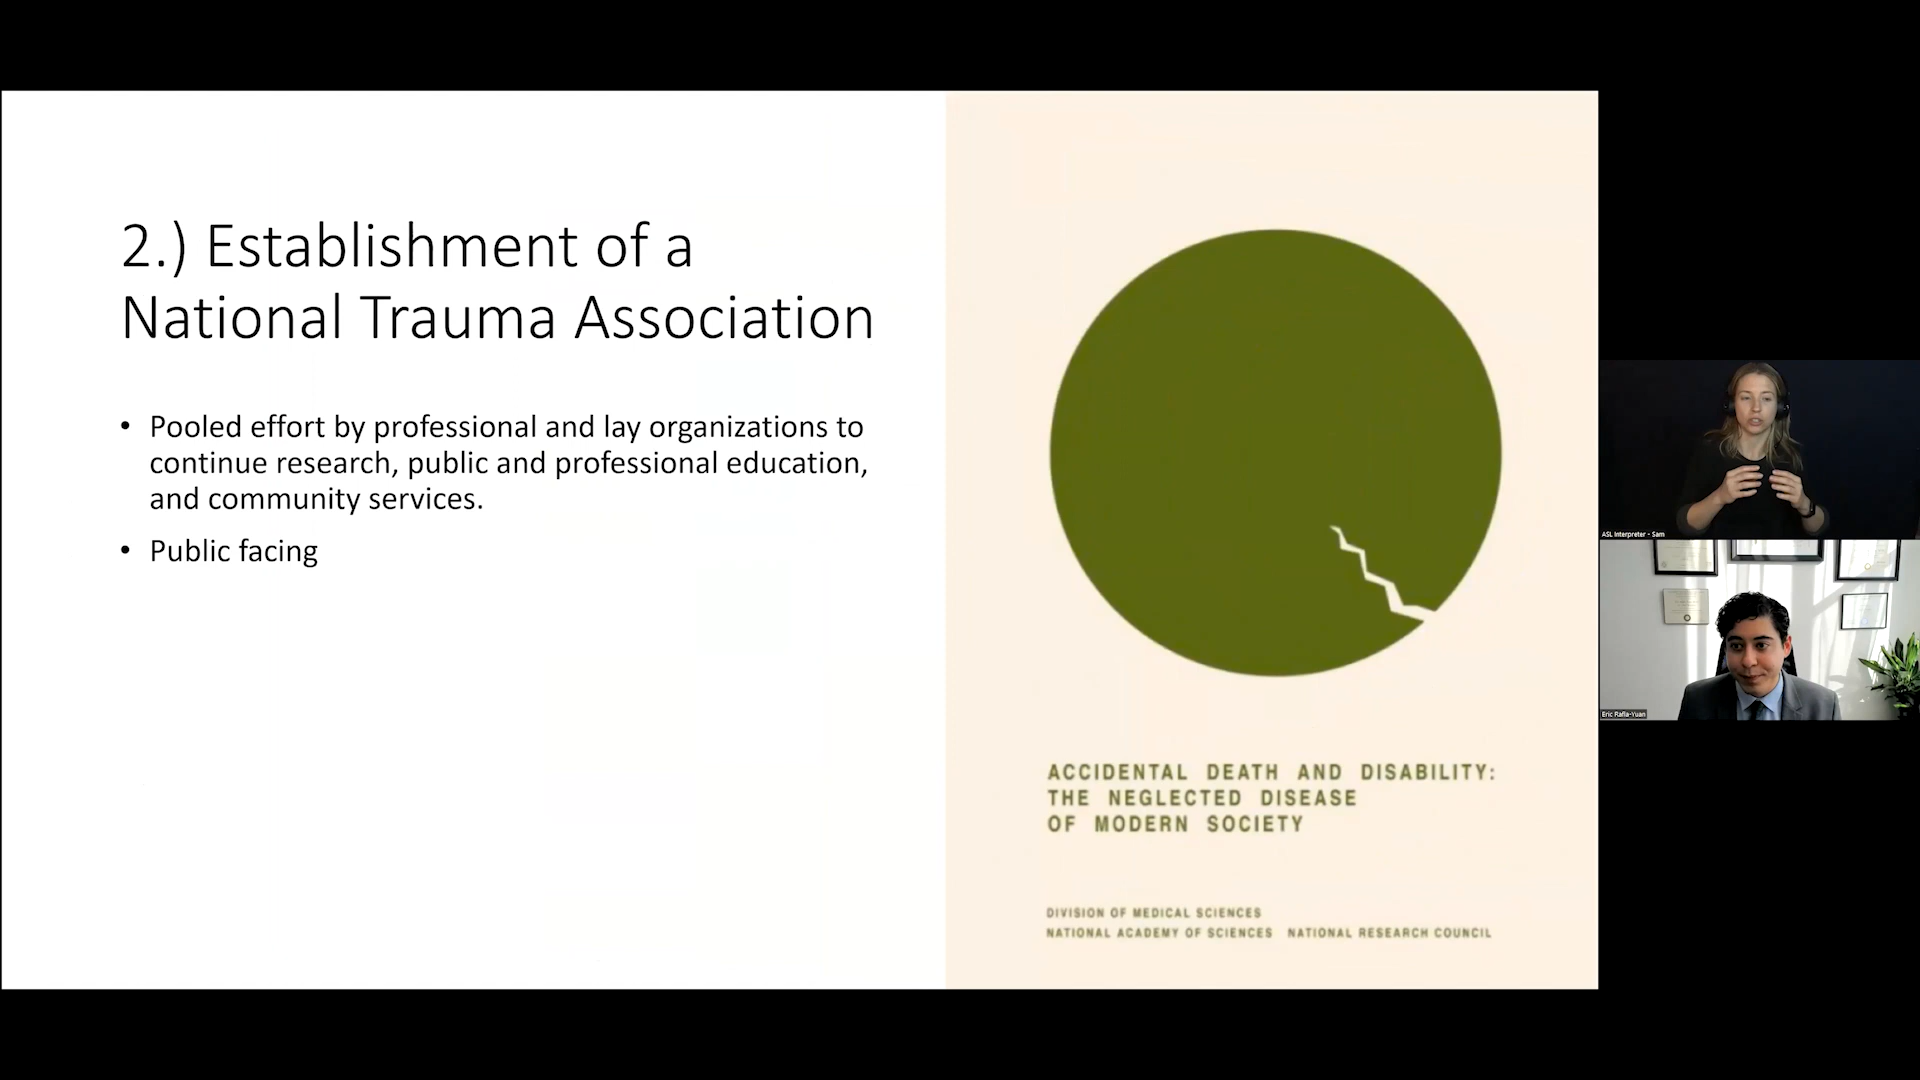 2.) Establishment of a
National Trauma Association
• Pooled effort by professional and lay organizations to
continue research, public and professional education,
and community services.
• Public facing
ACCIDENTAL DEATH AND DISABILITY:
THE NEGLECTED DISEASE
OF MODERN SOCIETY
DIVISION OF MEDICAL SCIENCES
NATIONAL ACADEMY OF SCIENCES NATIONAL RESEARCH COUNCIL
ASL Interpreter - Sam
Eric Rafla-Yuan